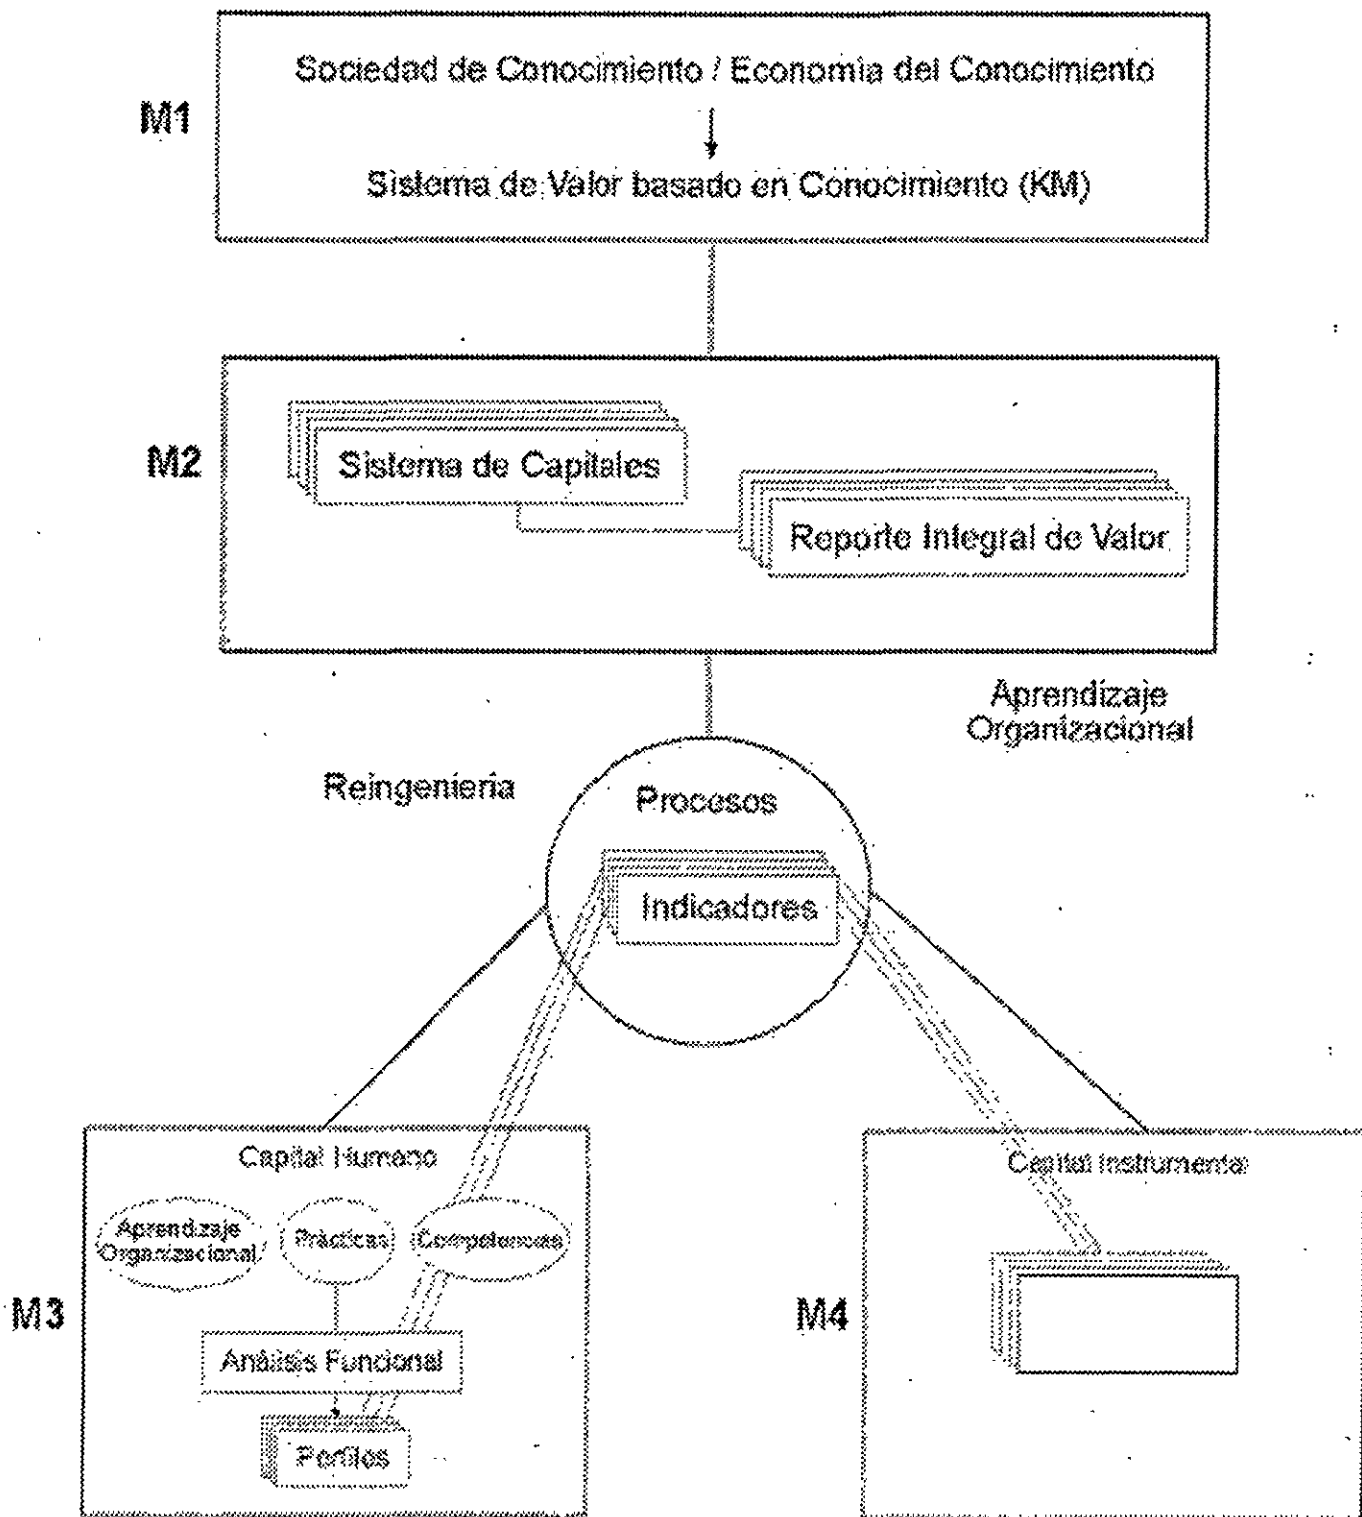 Sociedad de Conocimiento / Economía del Conocimiento
M1
Sistema de Valor basado en Conocimiento (KM)
M2
Sistema de Capitales
Reporte Integral de Valor
Aprendizaje
Organizacional
Reingeniería
Procesos
Indicadores
Capital Humano
Aprendizaje
Organizacional
Prácticas
Competencias
M3
Análisis Funcional
Perfiles
Capital Instrumental
M4